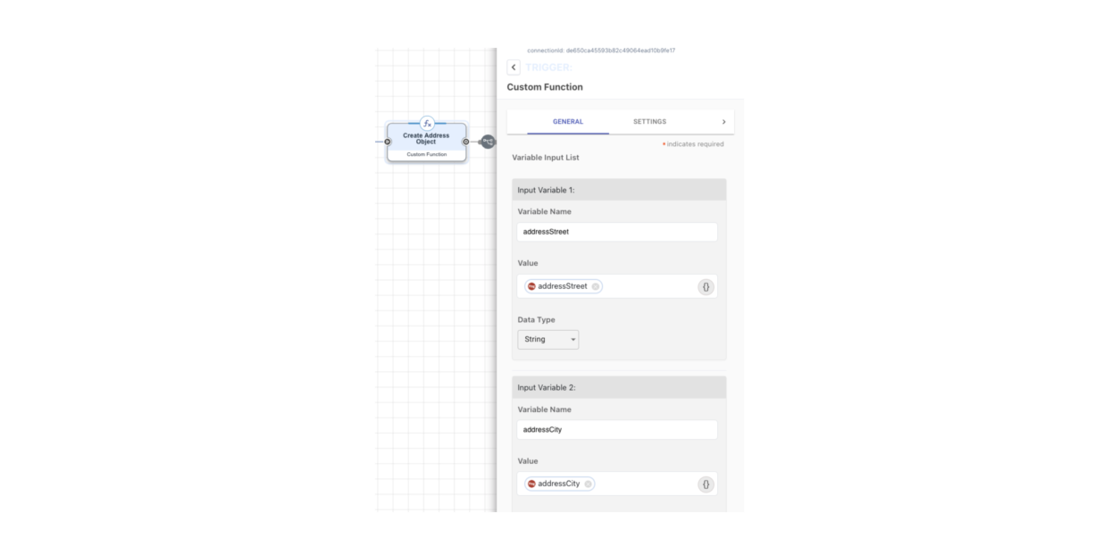 connectionId: de650ca45593b82c49064ead10b9fe17
TRIGGER:
Custom Function
Create Address
Object
Custom Function
GENERAL
SETTINGS
* Indicates required
Variable Input List
Input Variable 1:
Variable Name
addressStreet
Value
addressStreet
{}
Data Type
String
Input Variable 2:
Variable Name
addressCity
Value
addressCity
{}